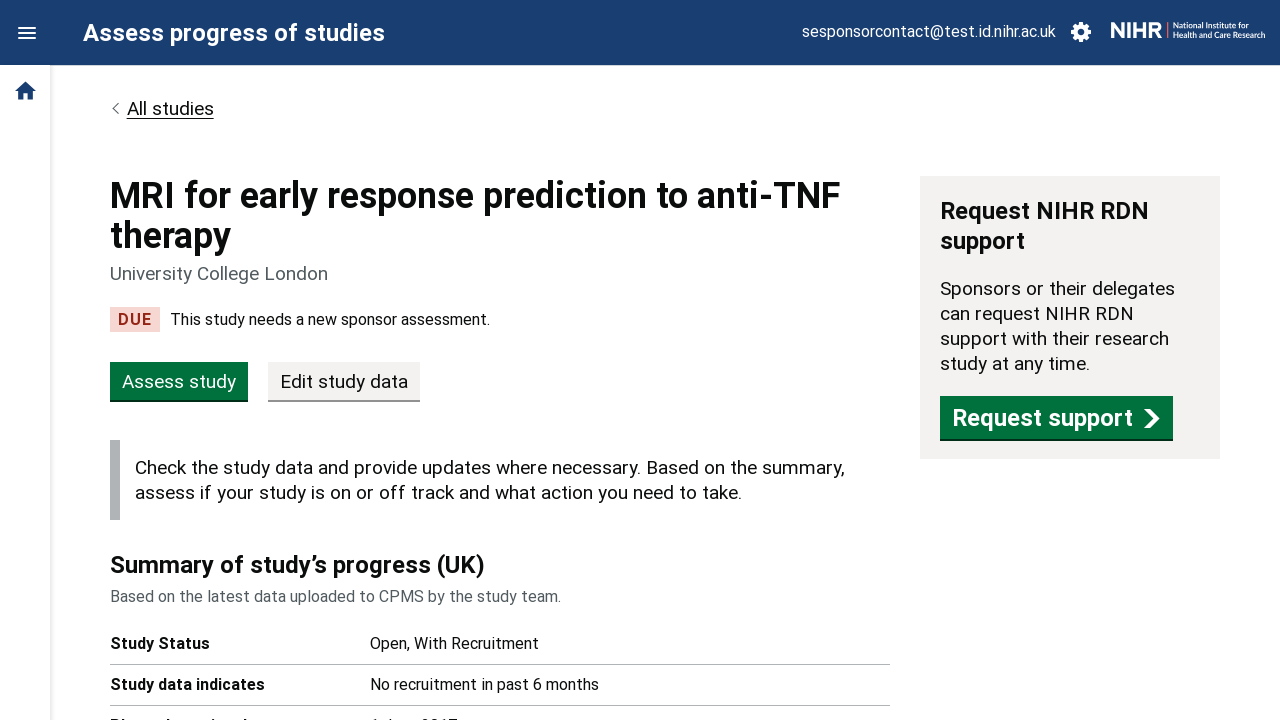 Assess progress of studies
sesponsorcontact@test.id.nihr.ac.uk
NIHR
National Institute for
Health and Care Research
All studies
MRI for early response prediction to anti-TNF
therapy
University College London
DUE
This study needs a new sponsor assessment.
Assess study
Edit study data
Check the study data and provide updates where necessary. Based on the summary,
assess if your study is on or off track and what action you need to take.
Summary of study’s progress (UK)
Based on the latest data uploaded to CPMS by the study team.
Study Status
Open, With Recruitment
Study data indicates
No recruitment in past 6 months
Request NIHR RDN
support
Sponsors or their delegates
can request NIHR RDN
support with their research
study at any time.
Request support